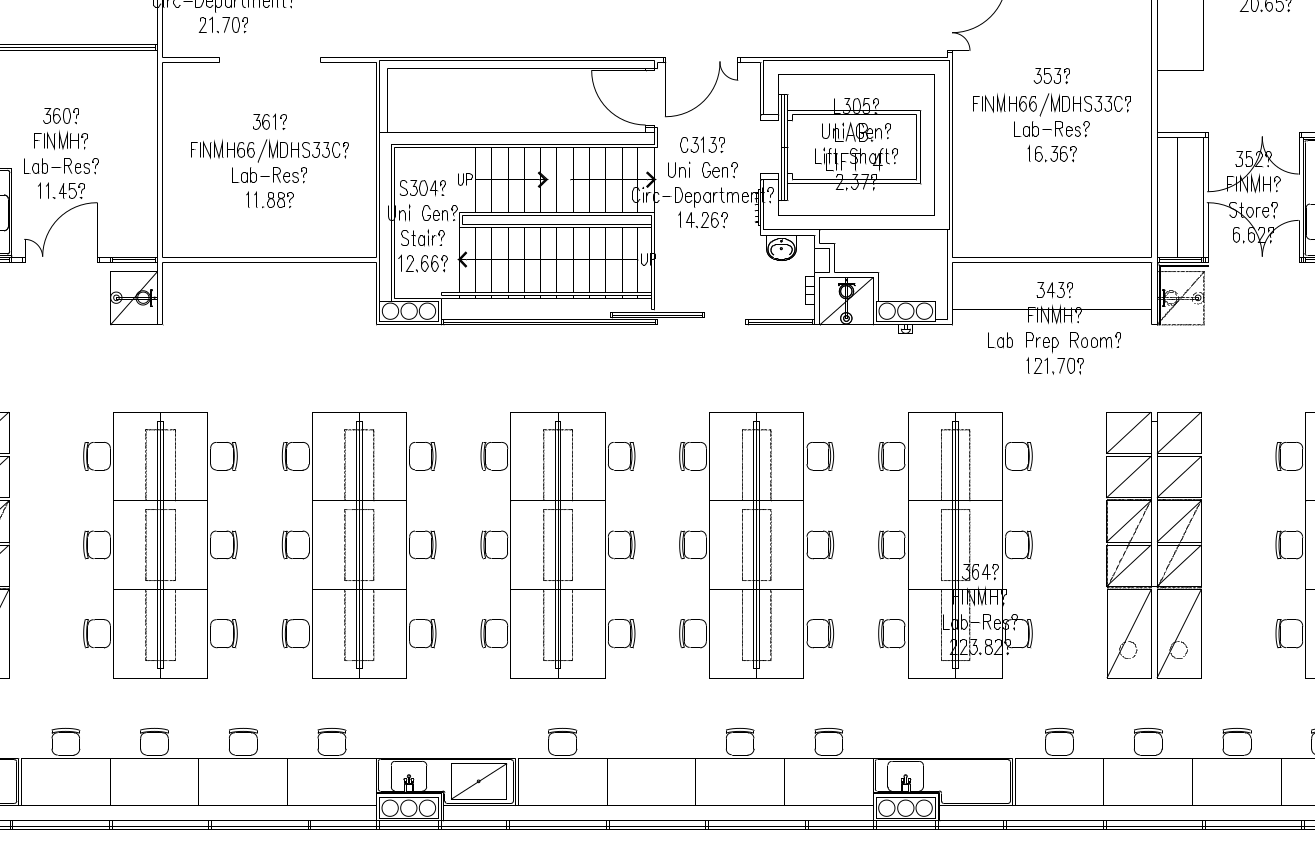 Circ-Department?
21.70?
20.65?
360?
FINMH?
Lab-Res?
11.45?
361?
FINMH66/MDHS33C?
Lab-Res?
11.88?
S304?
Uni Gen?
Stair?
12.66?
UP
UP
C313?
Uni Gen?
Circ-Department?
14.26?
L305?
Uni Gen?
Lift Shaft?
LIFT 4
2.37?
353?
FINMH66/MDHS33C?
Lab-Res?
16.36?
352?
FINMH?
Store?
6.62?
343?
FINMH?
Lab Prep Room?
121.70?
364?
FINMH?
Lab-Res?
223.82?